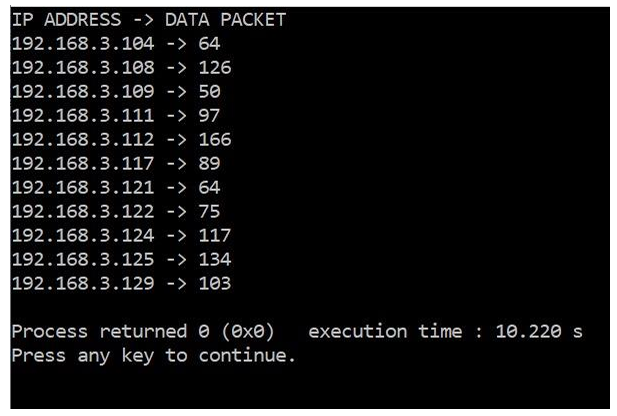 IP ADDRESS -> DATA PACKET
192.168.3.104 -> 64
192.168.3.108 -> 126
192.168.3.109 -> 50
192.168.3.111 -> 97
192.168.3.112 -> 166
192.168.3.117 -> 89
192.168.3.121 -> 64
192.168.3.122 -> 75
192.168.3.124 -> 117
192.168.3.125 -> 134
192.168.3.129 -> 103
Process returned 0 (0x0)   execution time : 10.220 s
Press any key to continue.